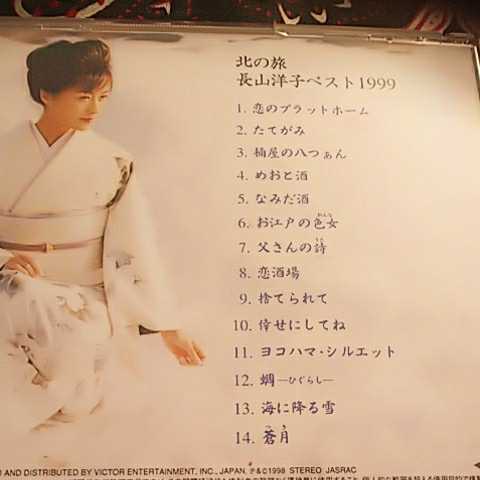 北の旅
長山洋子ベスト1999
1. 恋のプラットホーム
2. たてがみ
3. 桶屋の八つぁん
4. めおと酒
5. なみだ酒
6. お江戸の色女
7. 父さんの詩
8. 恋酒場
9. 捨てられて
10. 倖せにしてね
11. ヨコハマ・シルエット
12. 蜩—ひぐらし—
13. 海に降る雪
14. 蒼月
AND DISTRIBUTED BY VICTOR ENTERTAINMENT, INC., JAPAN. ℗&©1998 STEREO JASRAC